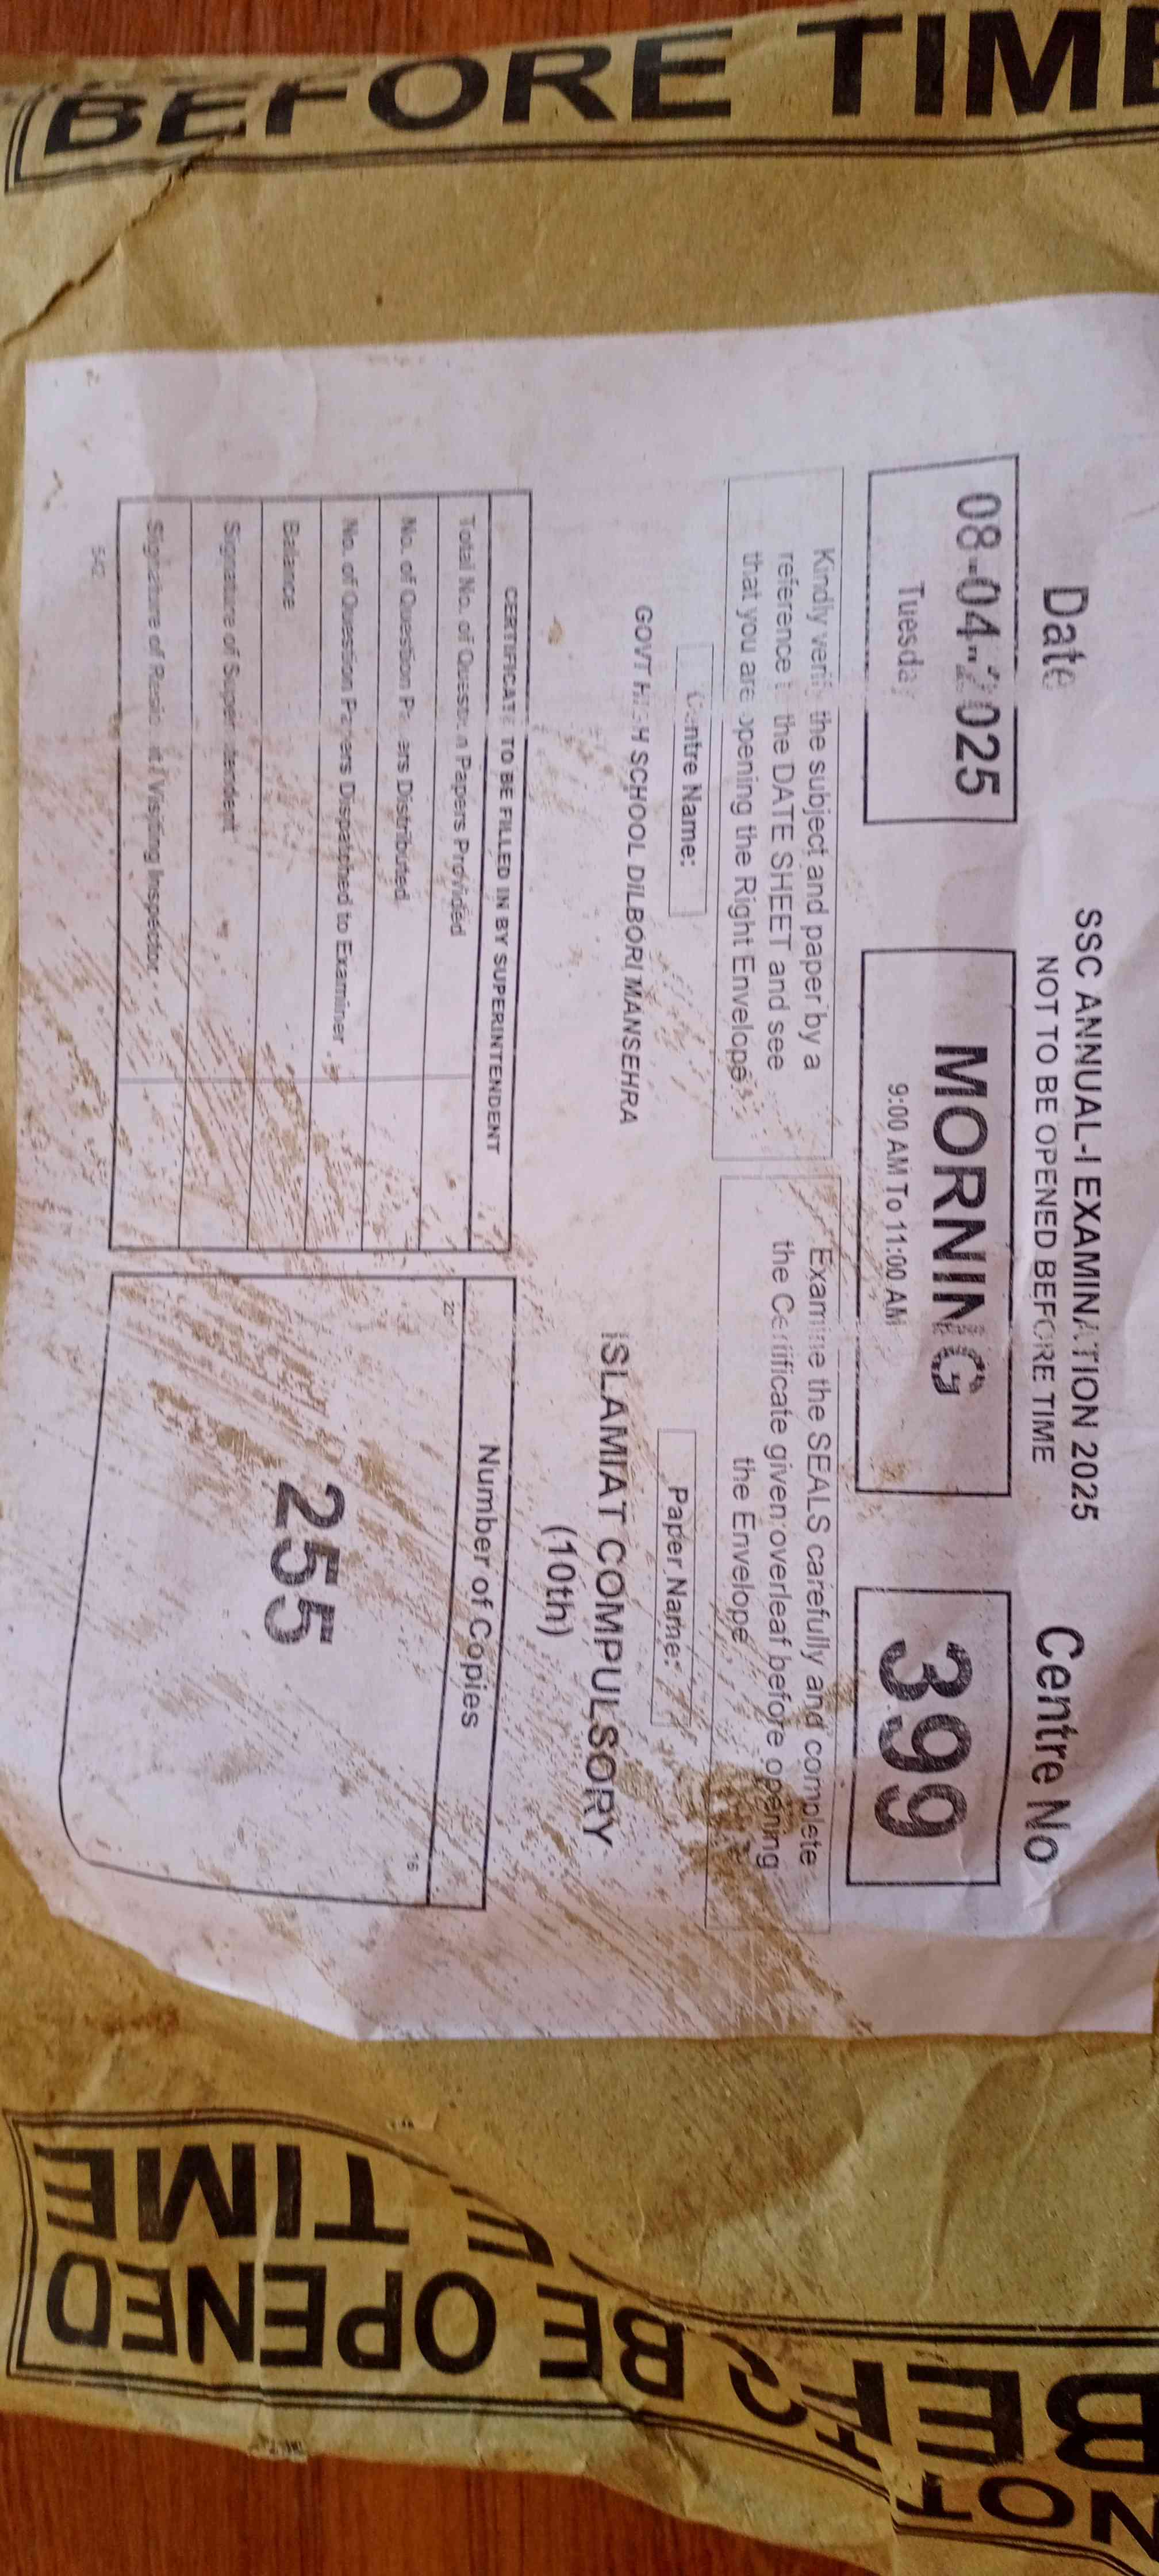 BEFORE TIME
SSC ANNUAL-I EXAMINATION 2025
NOT TO BE OPENED BEFORE TIME
Date
Centre No
08-04-2025
Tuesday
MORNING
9:00 AM To 11:00 AM
399
Kindly verify the subject and paper by a
reference t the DATE SHEET and see
that you are opening the Right Envelope
Examine the SEALS carefully and complete
the Certificate given overleaf before opening
the Envelope
Centre Name:
GOVT HIGH SCHOOL DILBORI MANSEHRA
Paper Name:
ISLAMIAT COMPULSORY
(10th)
CERTIFICATE TO BE FILLED IN BY SUPERINTENDENT
Total No. of Question Papers Provided
No. of Question Papers Distributed
No. of Question Papers Dispatched to Examiner
Balance
Signature of Superintendent
Signature of Resident / Visiting Inspector
542
Number of Copies
22
16
255
NOT
TO BE OPENED
BEF
E TIME